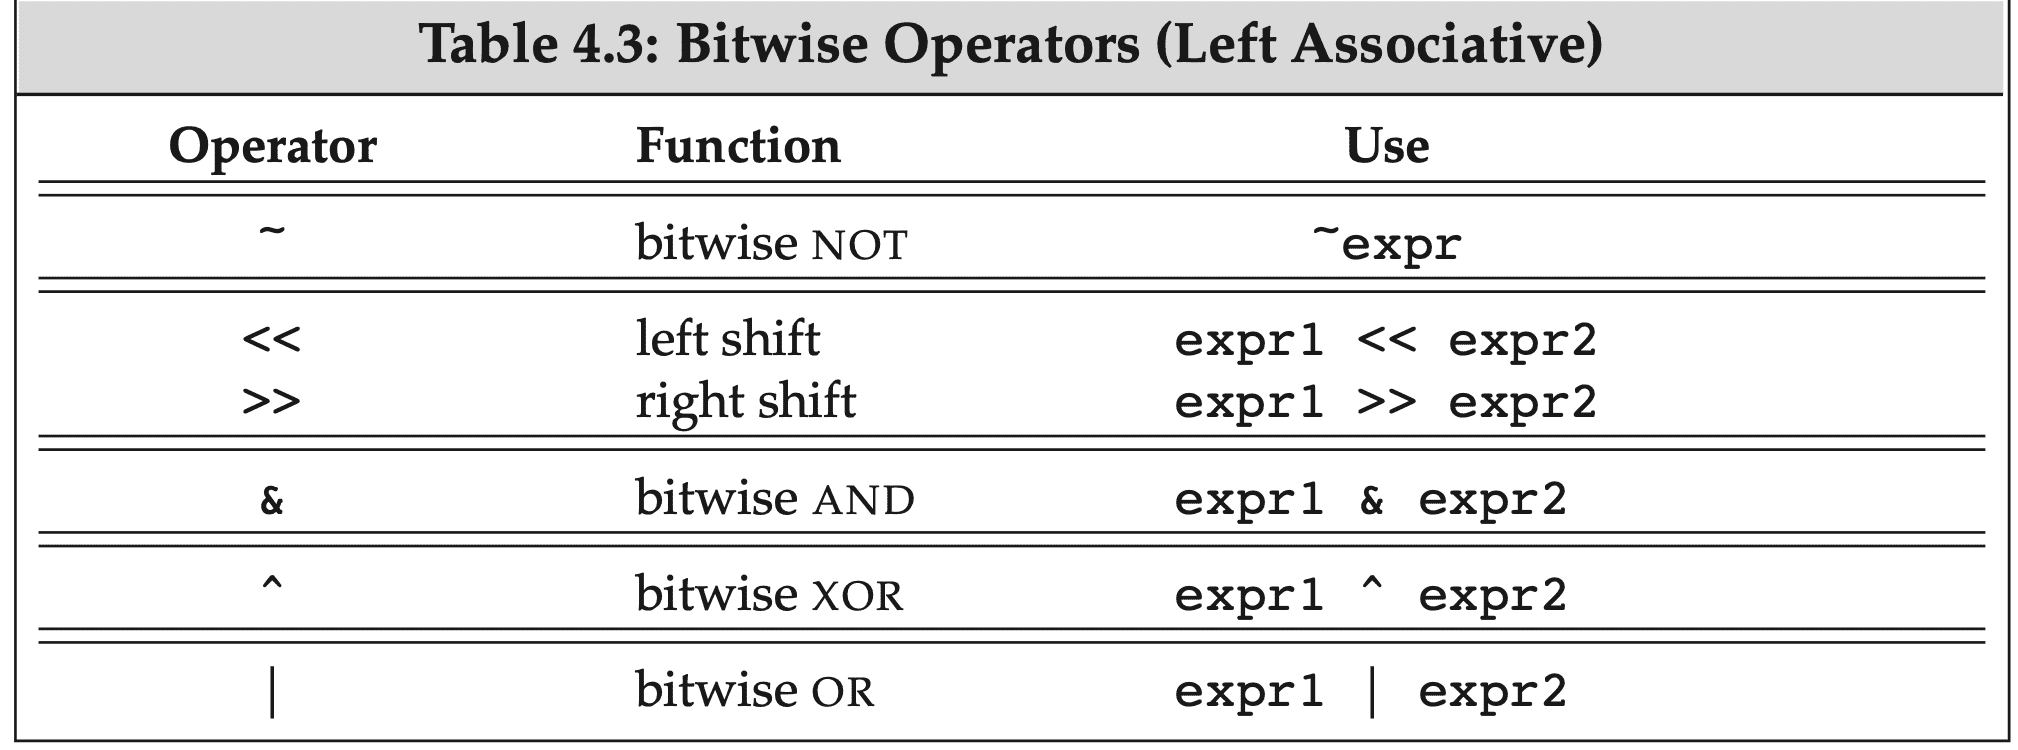 Table 4.3: Bitwise Operators (Left Associative)
Operator Function Use
~ bitwise NOT ~expr
<< left shift expr1 << expr2
>> right shift expr1 >> expr2
& bitwise AND expr1 & expr2
^ bitwise XOR expr1 ^ expr2
| bitwise OR expr1 | expr2